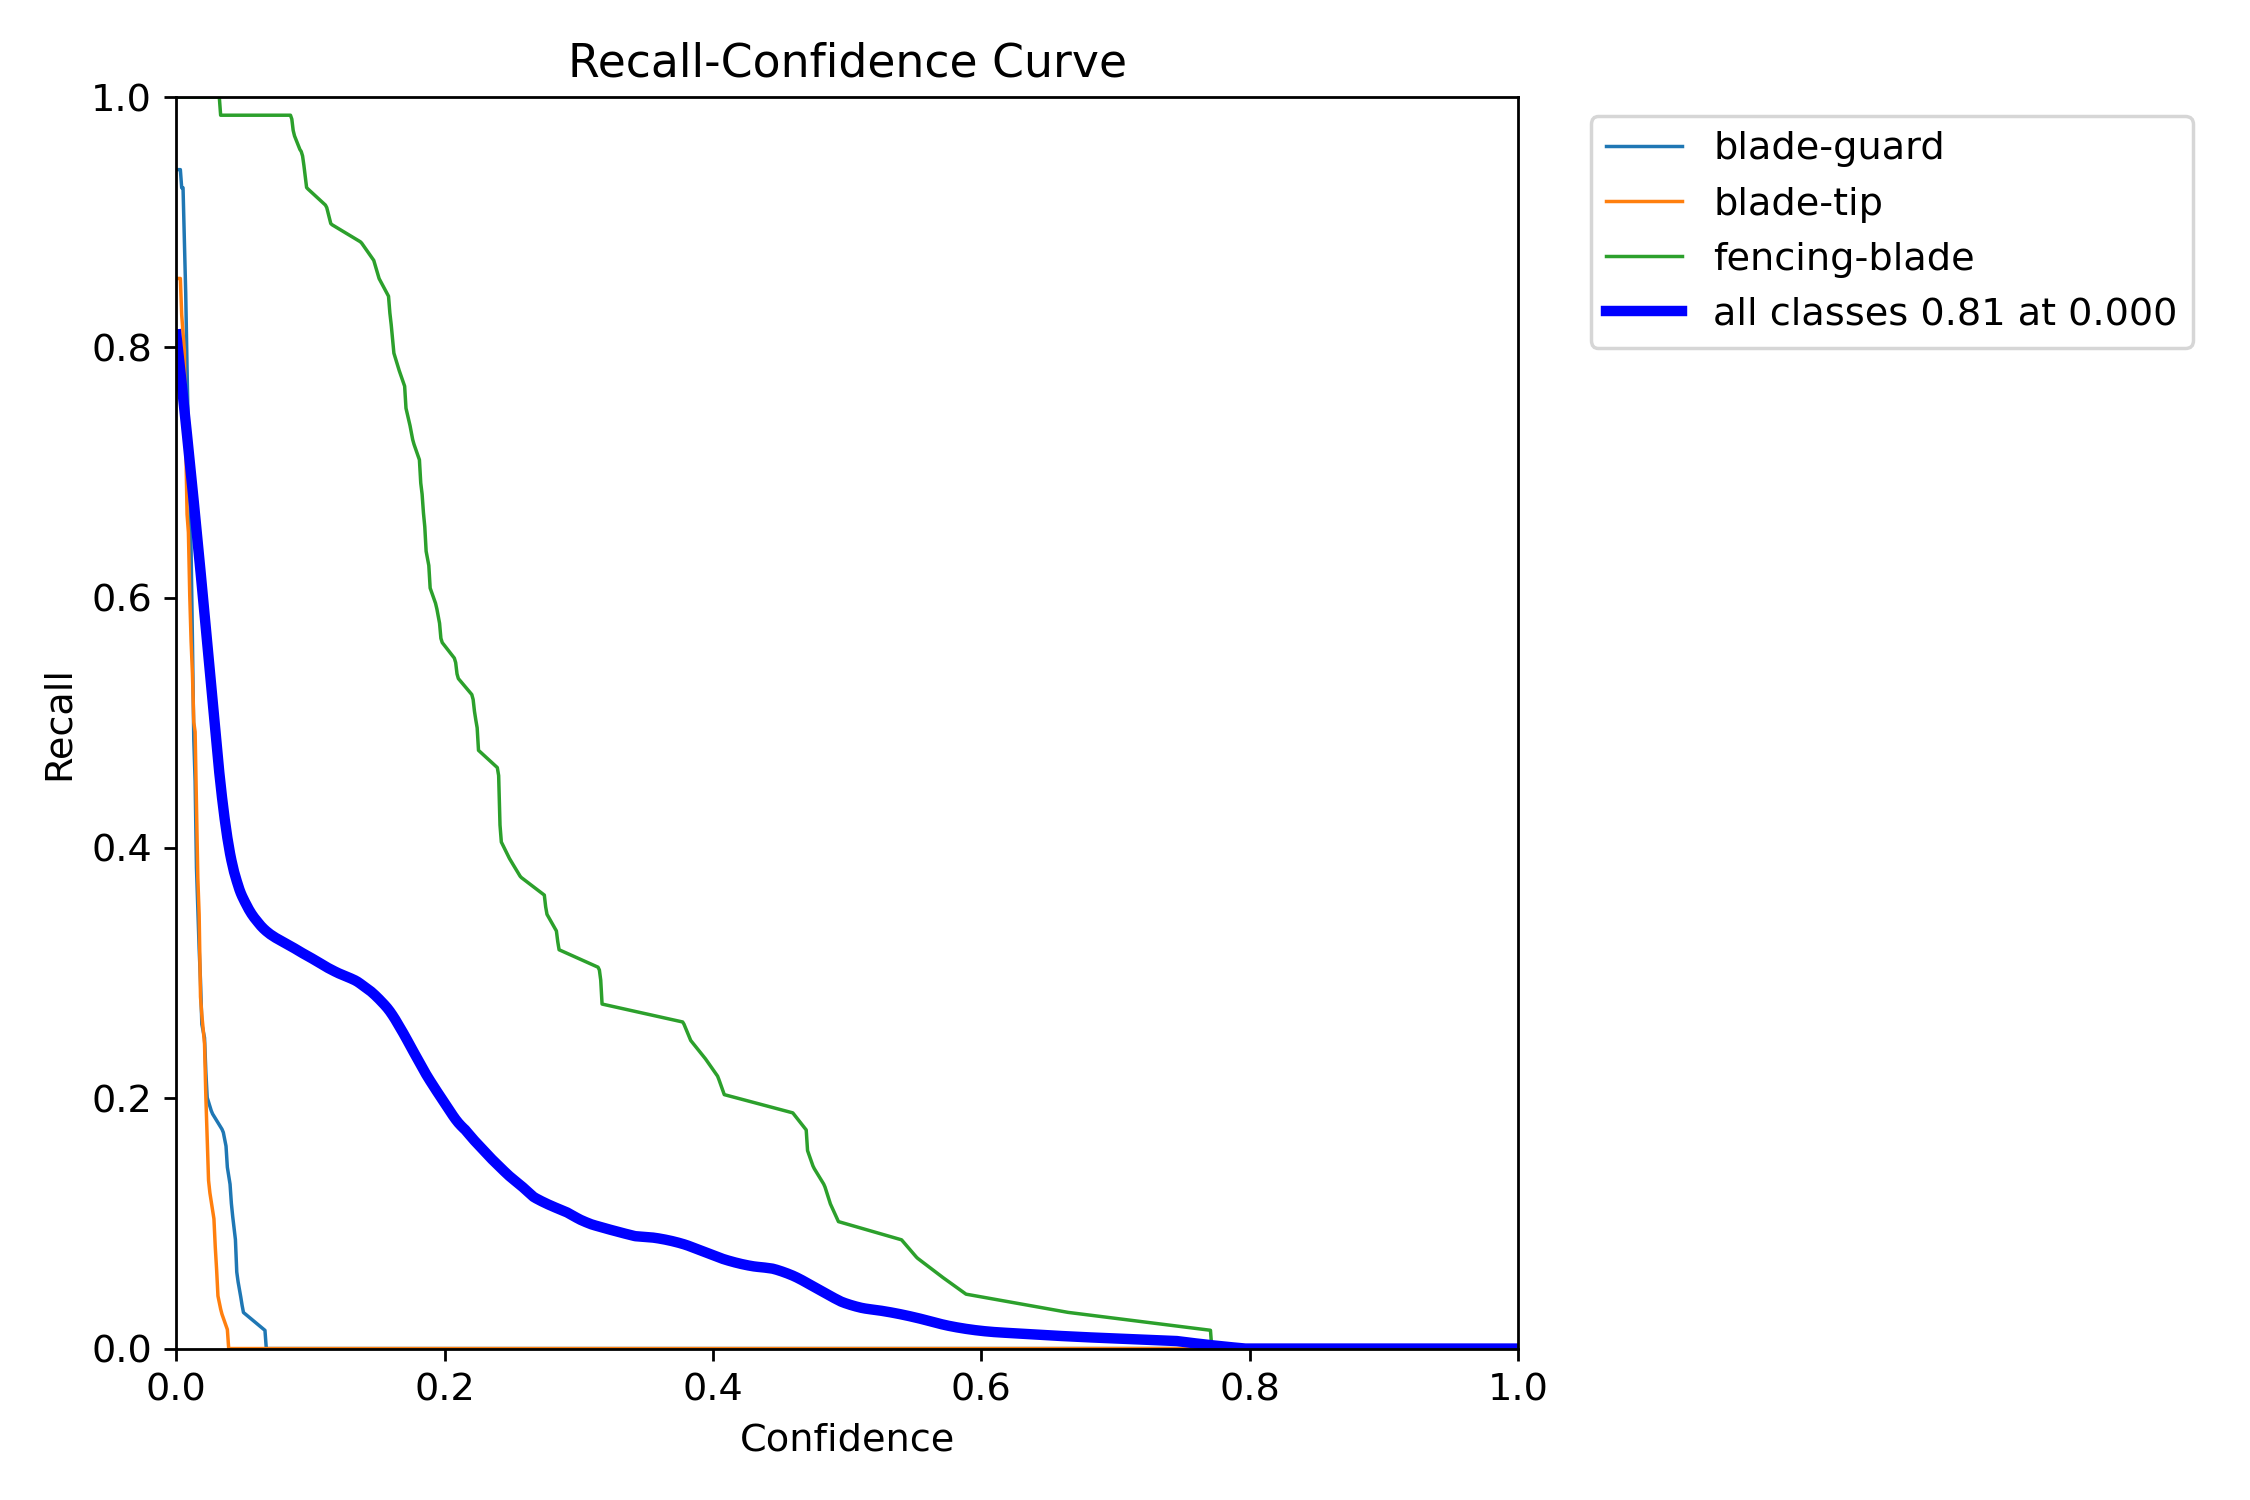 Recall-Confidence Curve
1.0
0.8
0.6
0.4
0.2
0.0
Recall
0.0 0.2 0.4 0.6 0.8 1.0
Confidence
blade-guard
blade-tip
fencing-blade
all classes 0.81 at 0.000